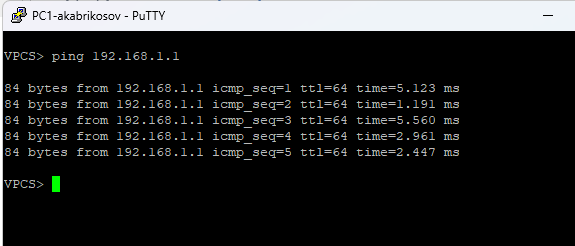 PC1-akabrikosov - PuTTY
VPCS> ping 192.168.1.1
84 bytes from 192.168.1.1 icmp_seq=1 ttl=64 time=5.123 ms
84 bytes from 192.168.1.1 icmp_seq=2 ttl=64 time=1.191 ms
84 bytes from 192.168.1.1 icmp_seq=3 ttl=64 time=5.560 ms
84 bytes from 192.168.1.1 icmp_seq=4 ttl=64 time=2.961 ms
84 bytes from 192.168.1.1 icmp_seq=5 ttl=64 time=2.447 ms
VPCS>